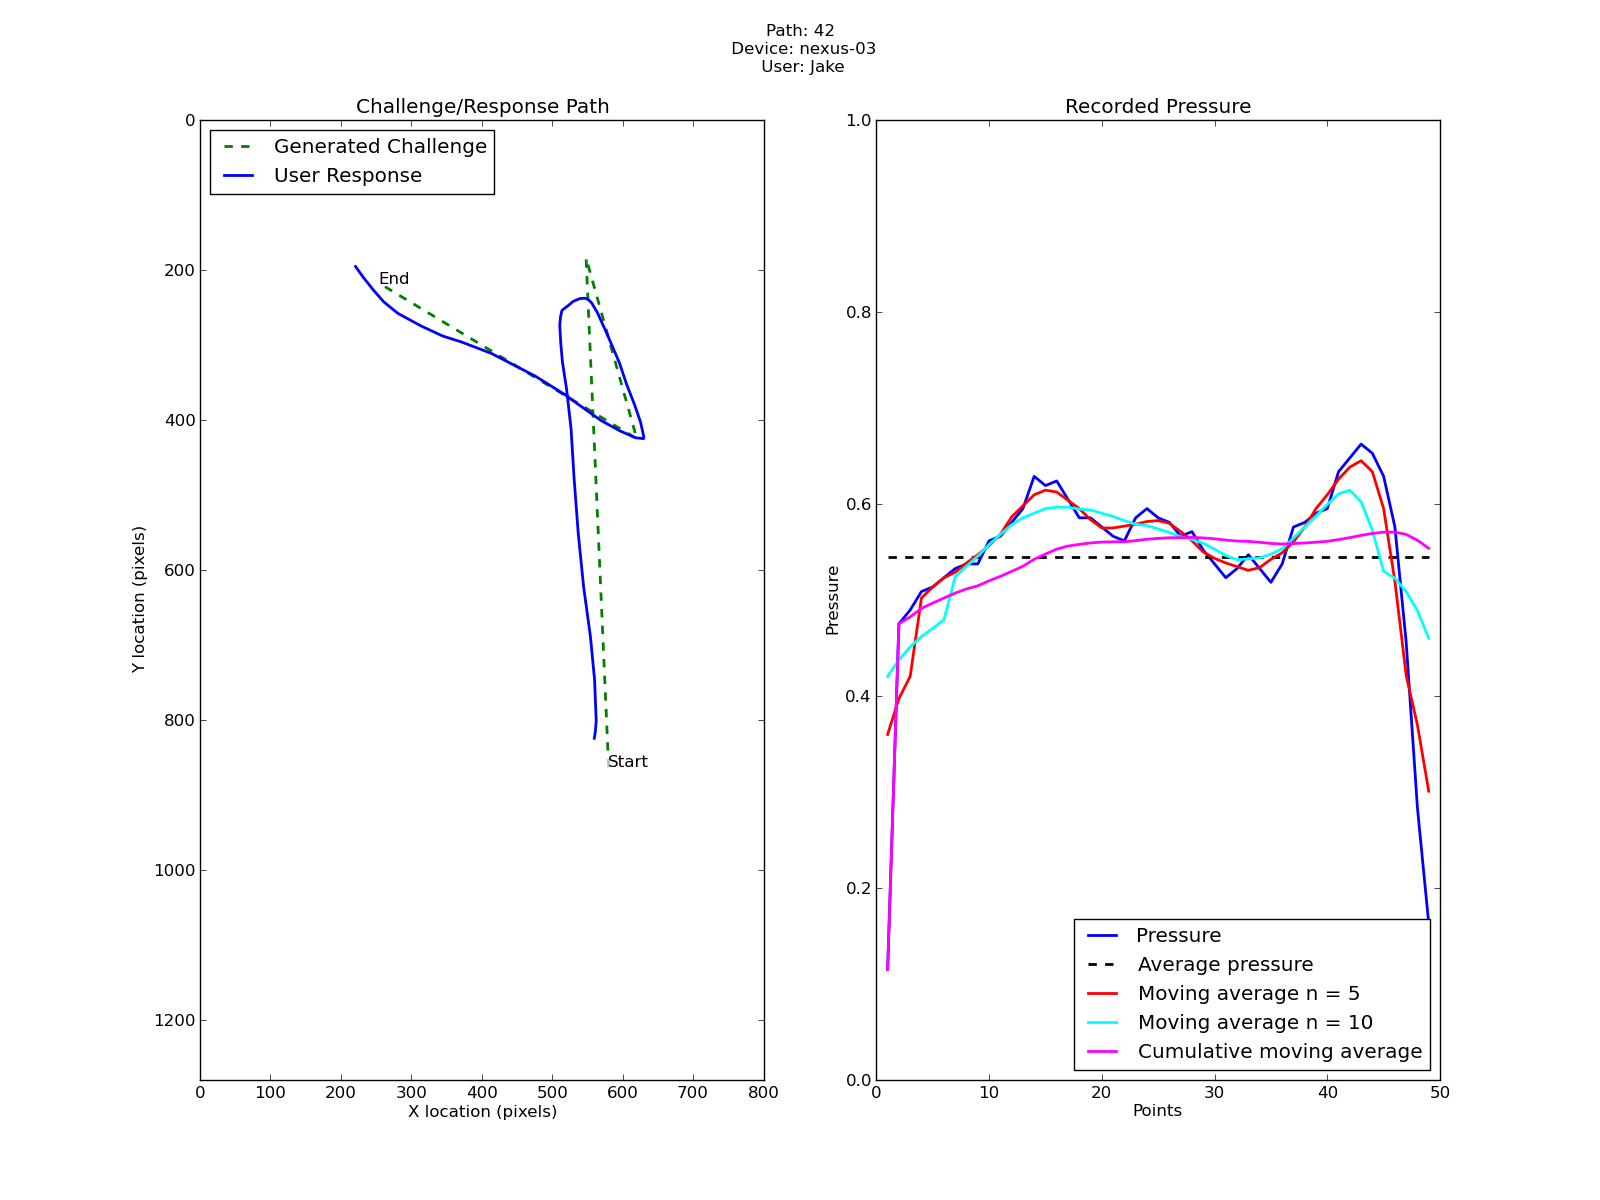 Path: 42
Device: nexus-03
User: Jake
Challenge/Response Path
Generated Challenge
User Response
End
Start
0
200
400
600
800
1000
1200
Y location (pixels)
0 100 200 300 400 500 600 700 800
X location (pixels)
Recorded Pressure
1.0
0.8
0.6
0.4
0.2
0.0
Pressure
Pressure
Average pressure
Moving average n = 5
Moving average n = 10
Cumulative moving average
0 10 20 30 40 50
Points